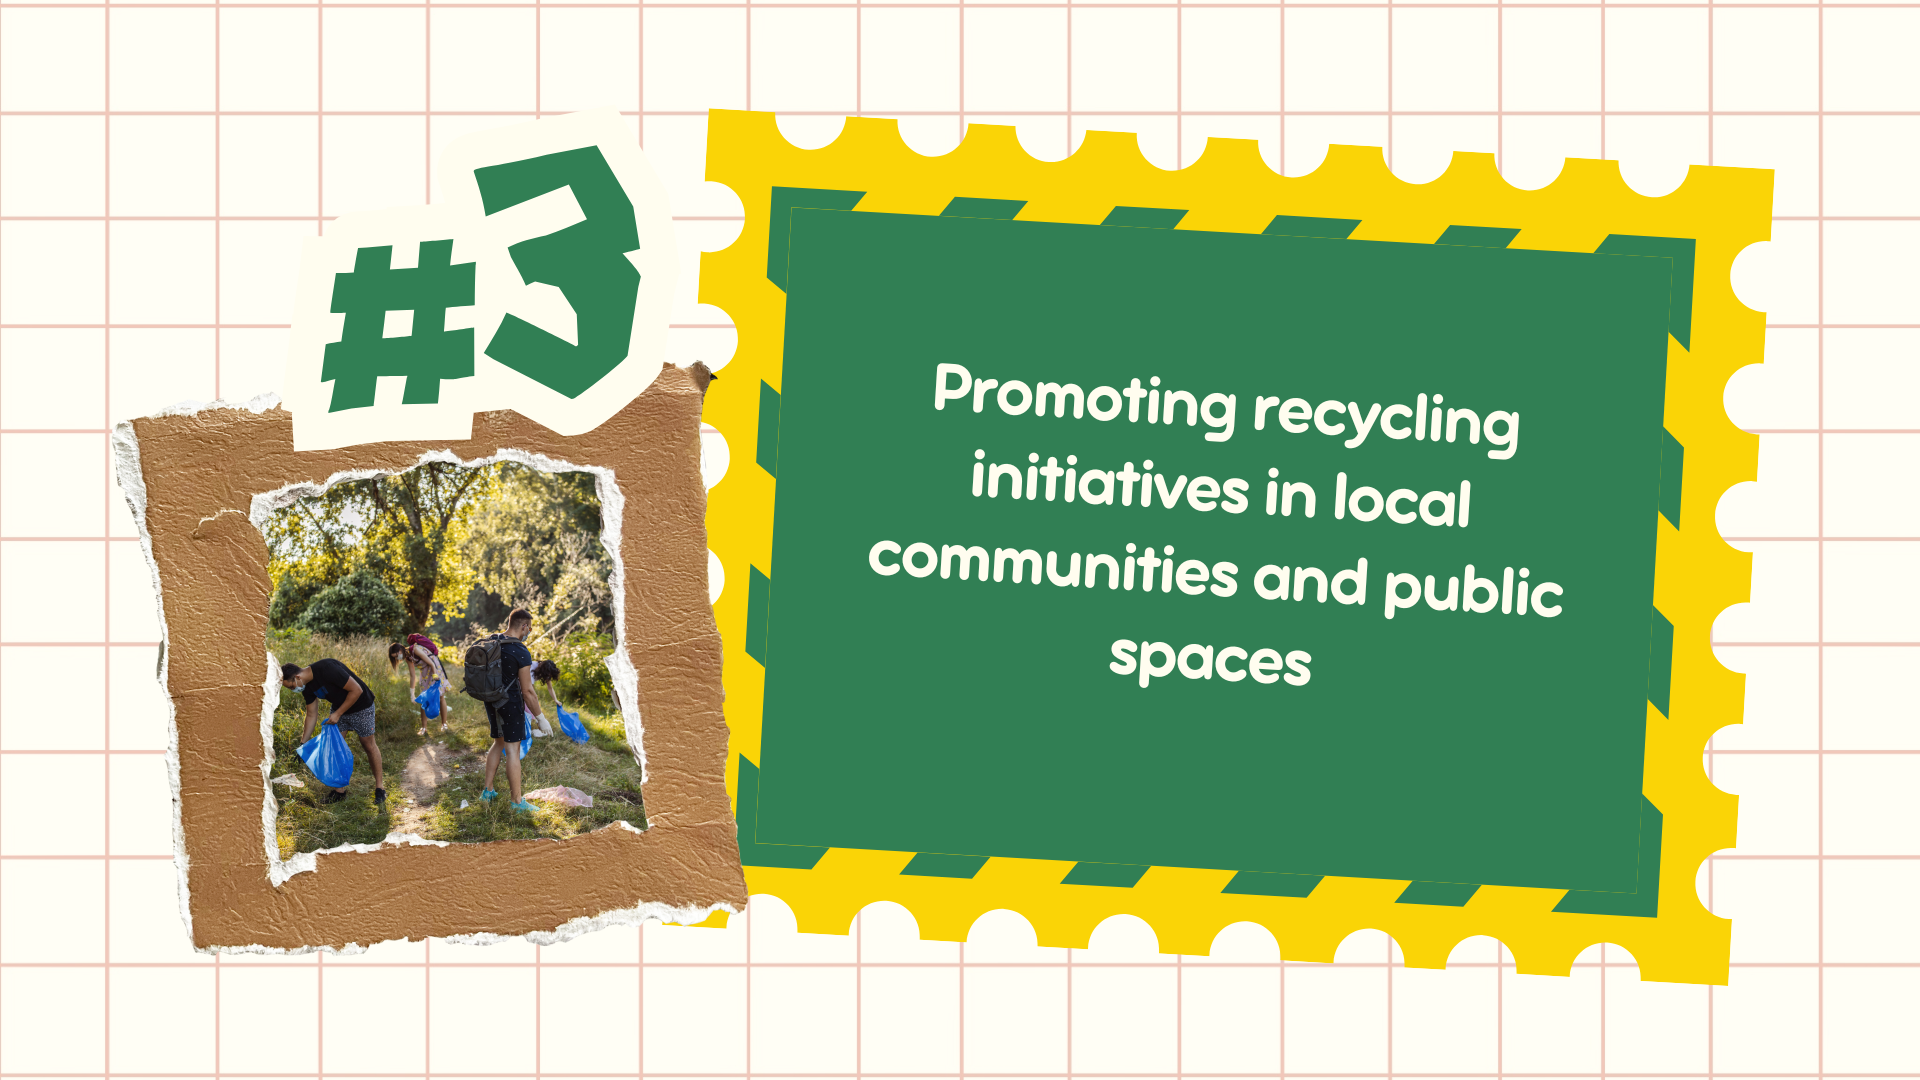 #3
Promoting recycling
initiatives in local
communities and public
spaces